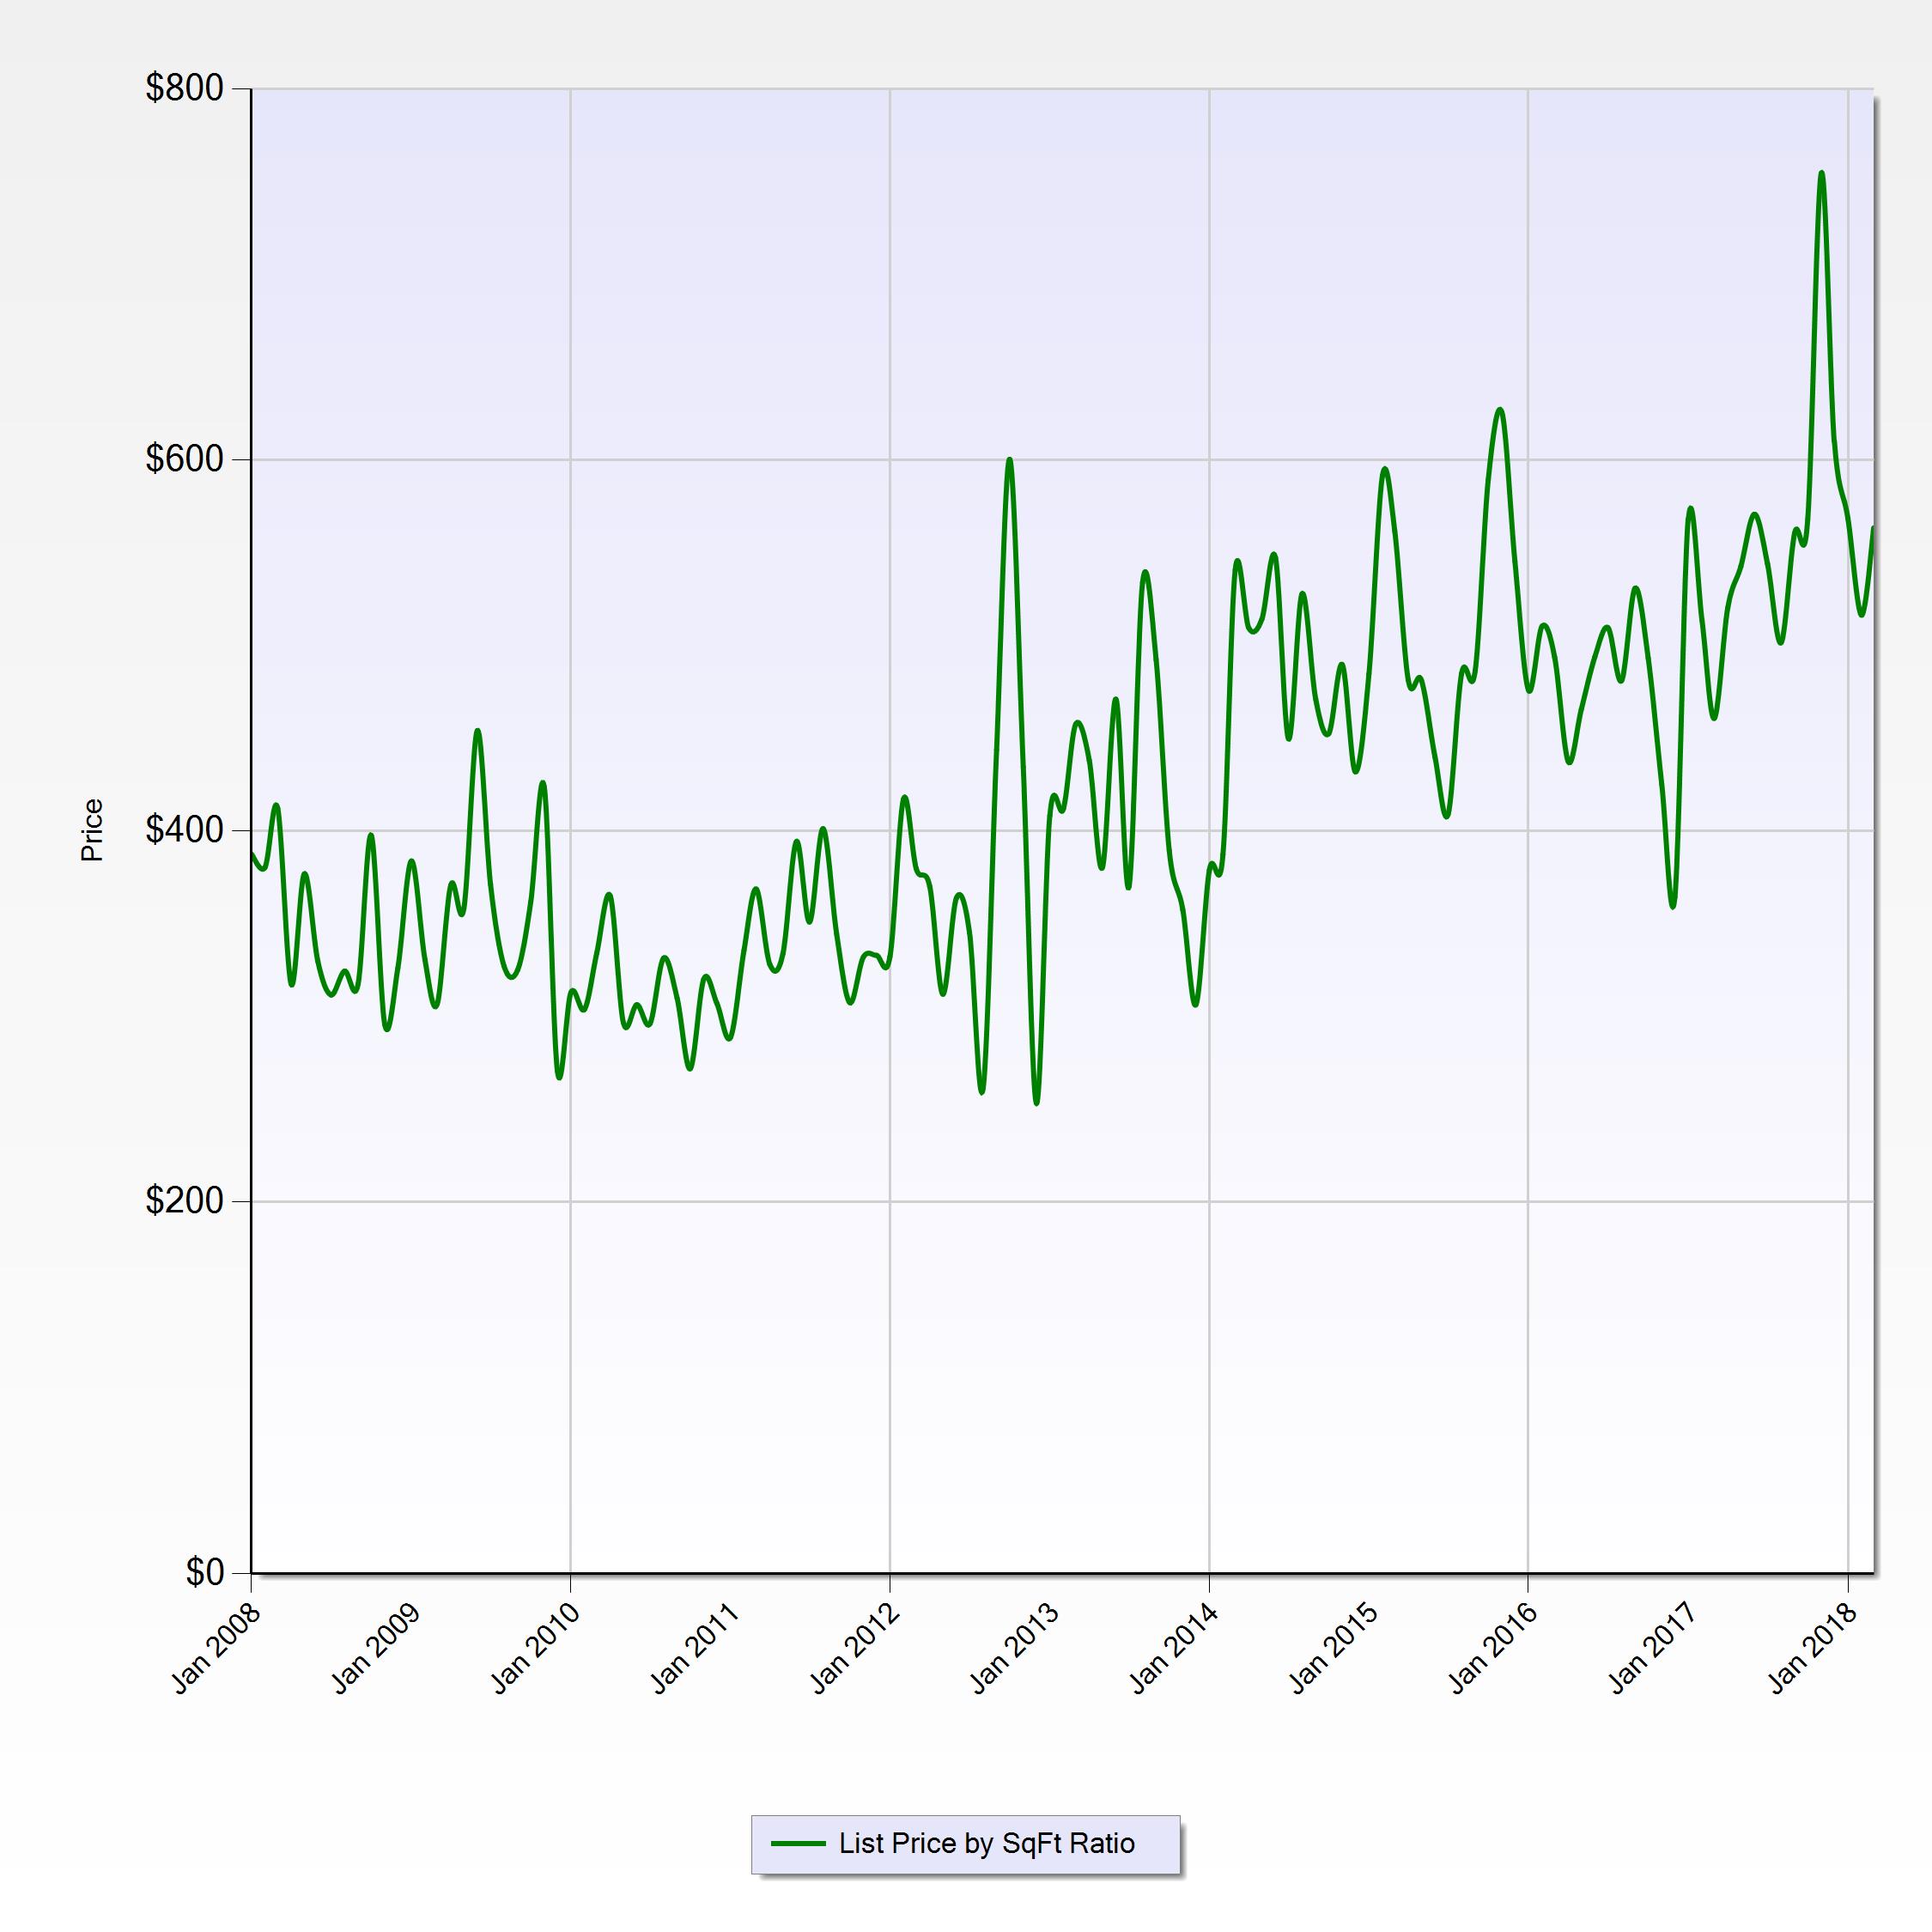 $800
$600
$400
$200
$0
Price
Jan 2008
Jan 2009
Jan 2010
Jan 2011
Jan 2012
Jan 2013
Jan 2014
Jan 2015
Jan 2016
Jan 2017
Jan 2018
List Price by SqFt Ratio